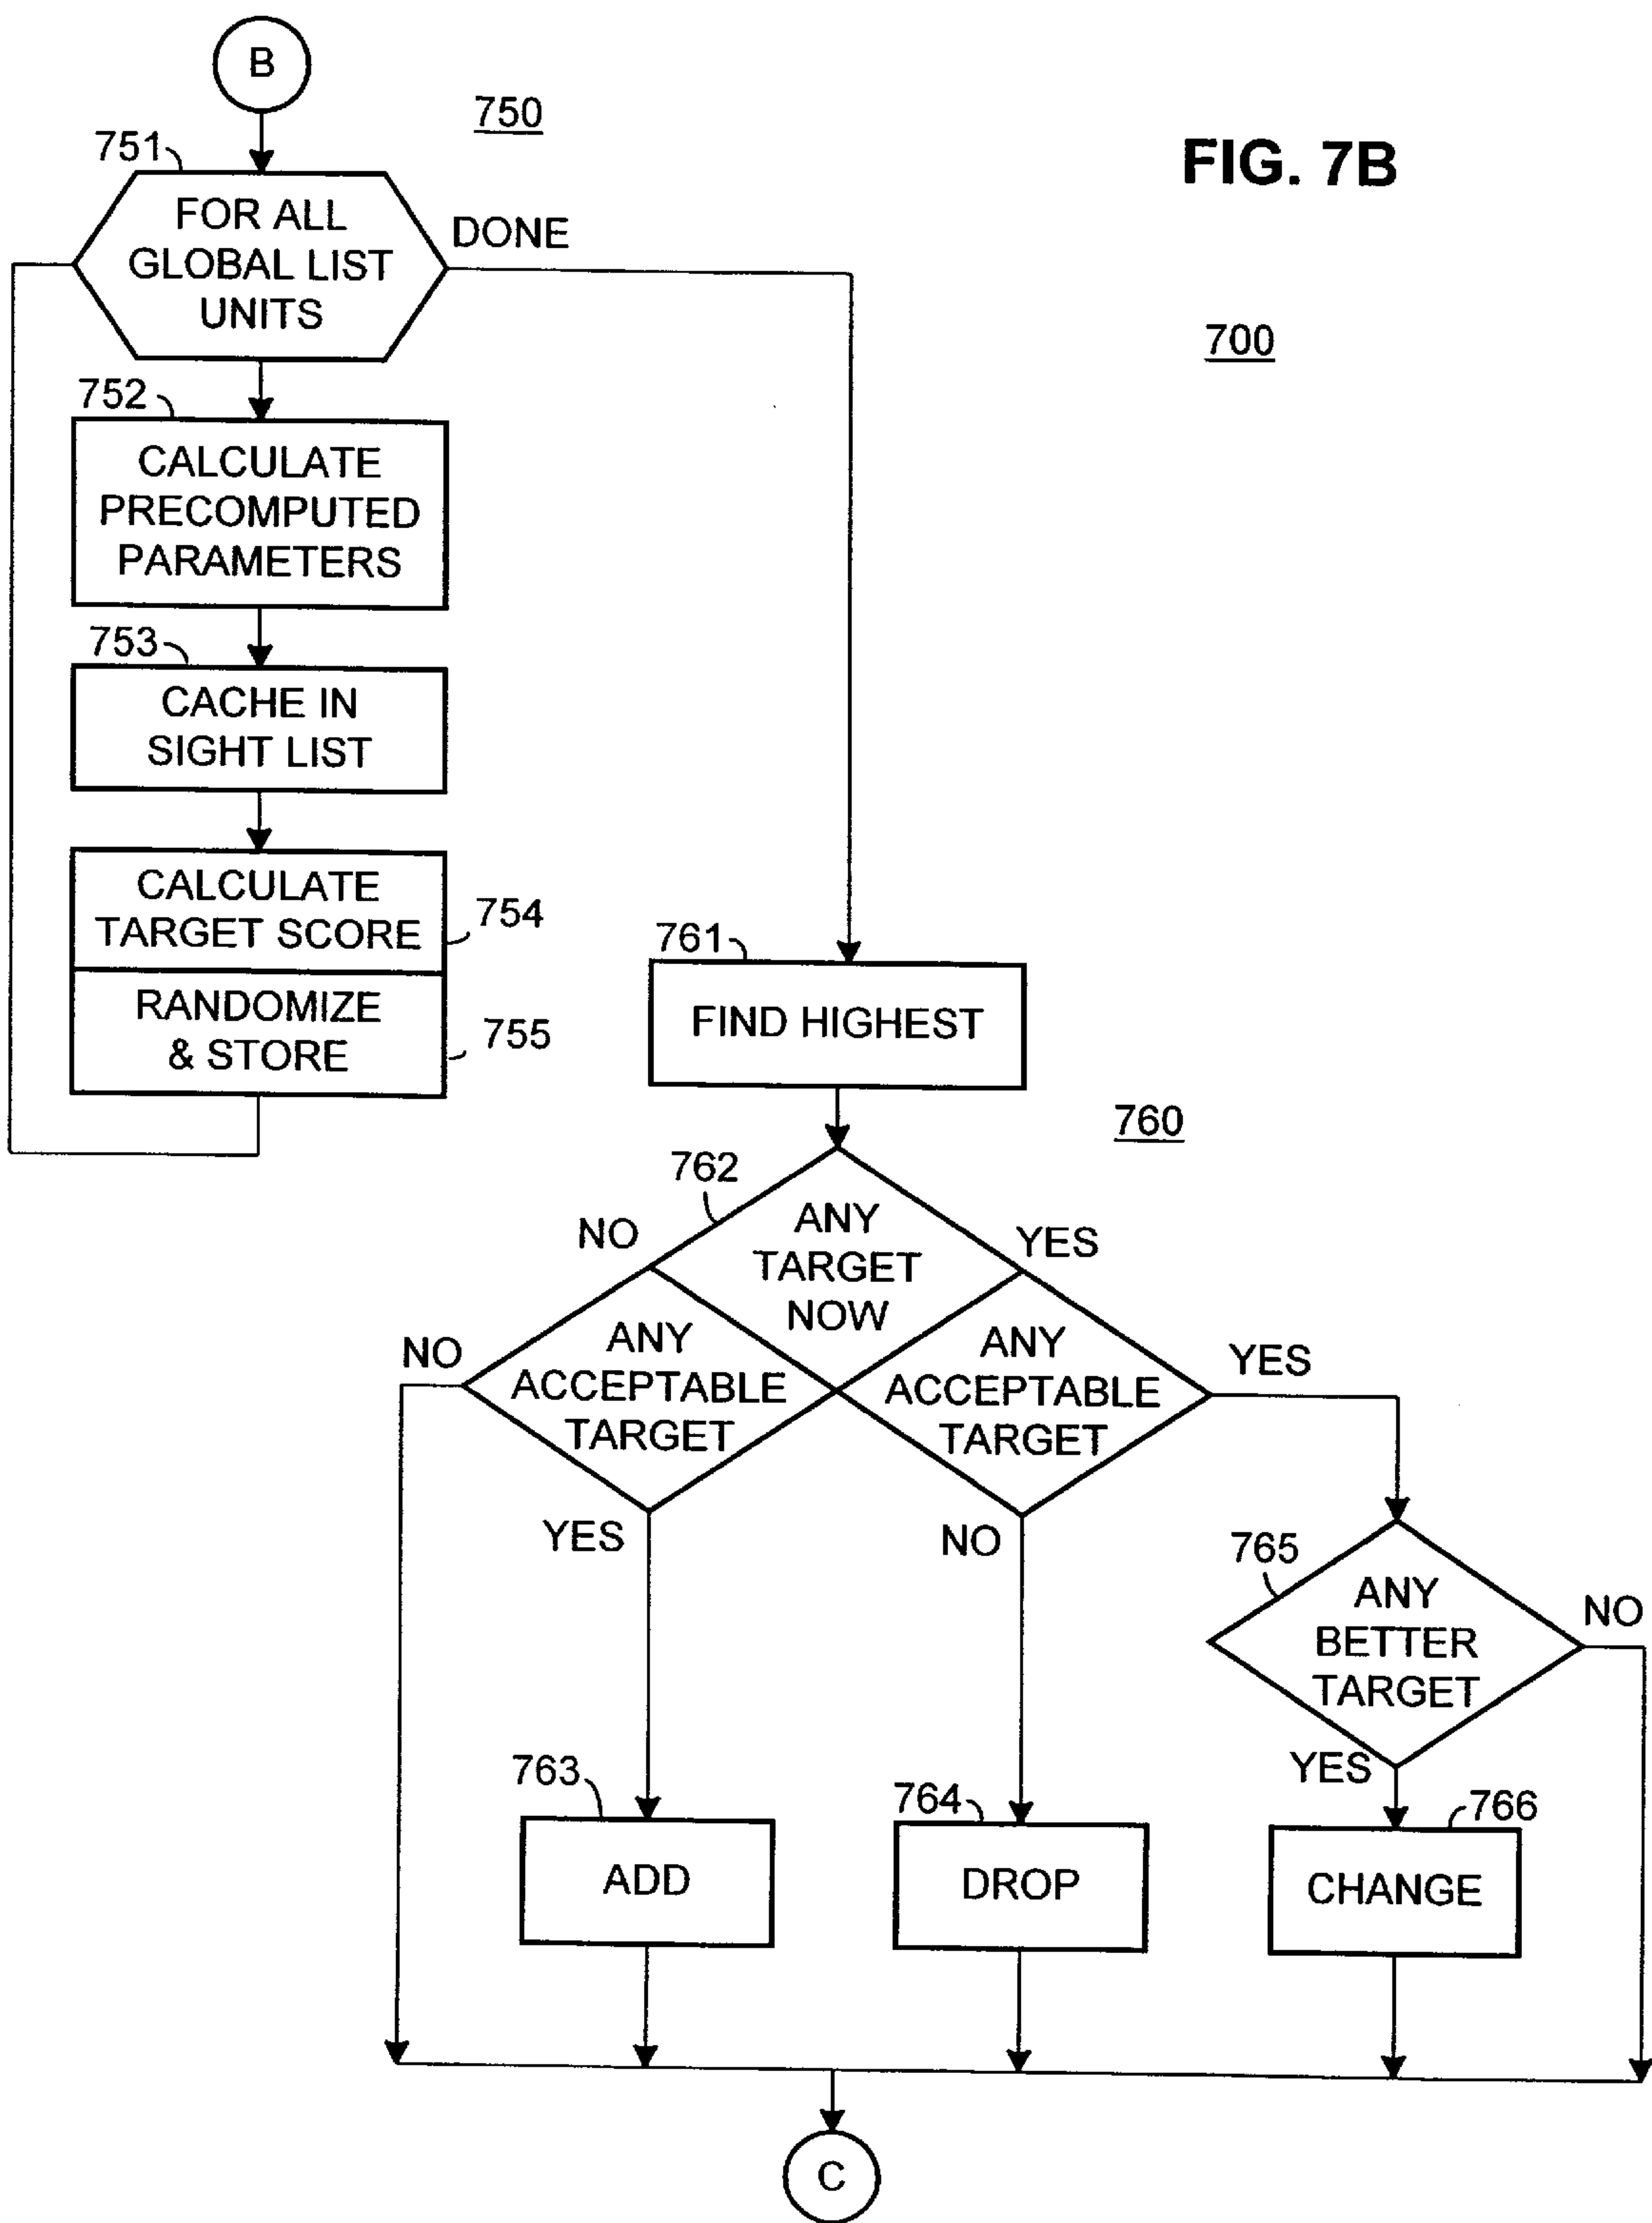 B
750
FIG. 7B
751
FOR ALL
GLOBAL LIST
UNITS
DONE
700
752
CALCULATE
PRECOMPUTED
PARAMETERS
753
CACHE IN
SIGHT LIST
CALCULATE
TARGET SCORE
754
RANDOMIZE
& STORE
755
761
FIND HIGHEST
760
762
NO
ANY
TARGET
NOW
YES
NO
ANY
ACCEPTABLE
TARGET
ANY
ACCEPTABLE
TARGET
YES
YES
NO
765
ANY
BETTER
TARGET
NO
YES
763
ADD
764
DROP
766
CHANGE
C